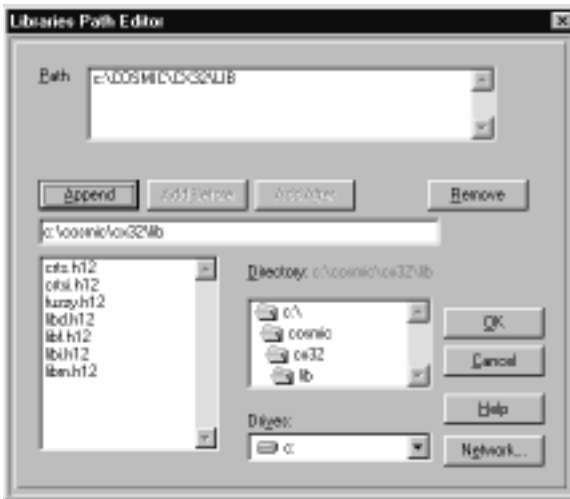 Libraries Path Editor
Path
c:\COSMIC\CX32\LIB
Append Add Before Add After Remove
c:\cosmic\cx32\lib
crts.h12
crtsi.h12
fuzzy.h12
libd.h12
libf.h12
libi.h12
libm.h12
Directory: c:\cosmic\cx32\lib
c:\
cosmic
cx32
lib
Drives:
c:
OK
Cancel
Help
Network...